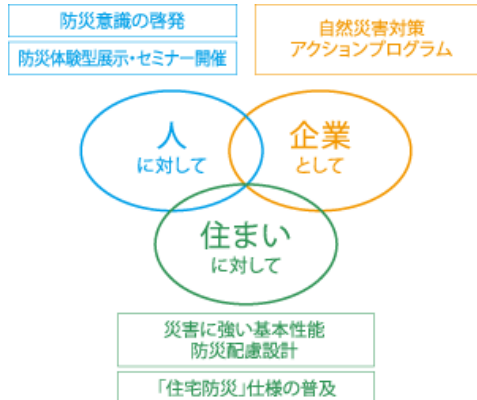 防災意識の啓発
防災体験型展示・セミナー開催
自然災害対策
アクションプログラム
人
に対して
企業
として
住まい
に対して
災害に強い基本性能
防災配慮設計
「住宅防災」仕様の普及